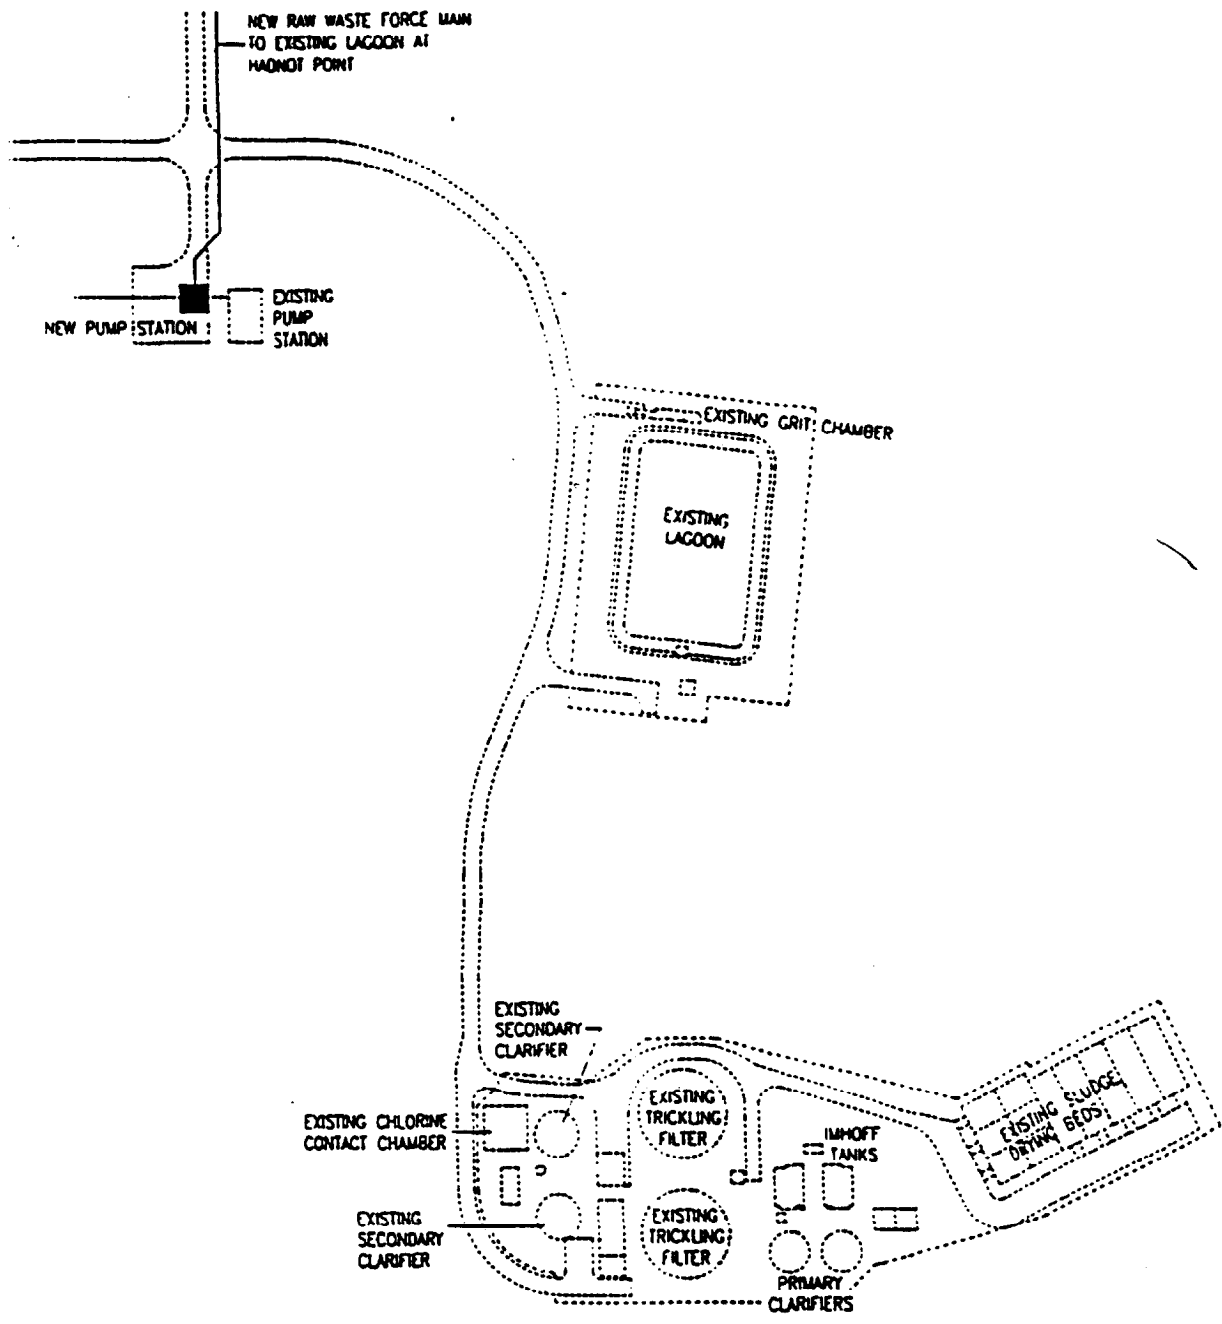 NEW RAW WASTE FORCE MAIN
TO EXISTING LAGOON AT
HADNOT POINT
EXISTING
PUMP
STATION
NEW PUMP STATION
EXISTING GRIT CHAMBER
EXISTING
LAGOON
EXISTING
SECONDARY
CLARIFIER
EXISTING CHLORINE
CONTACT CHAMBER
EXISTING
TRICKLING
FILTER
IMHOFF
TANKS
EXISTING SLUDGE
DRYING BEDS
EXISTING
SECONDARY
CLARIFIER
EXISTING
TRICKLING
FILTER
PRIMARY
CLARIFIERS